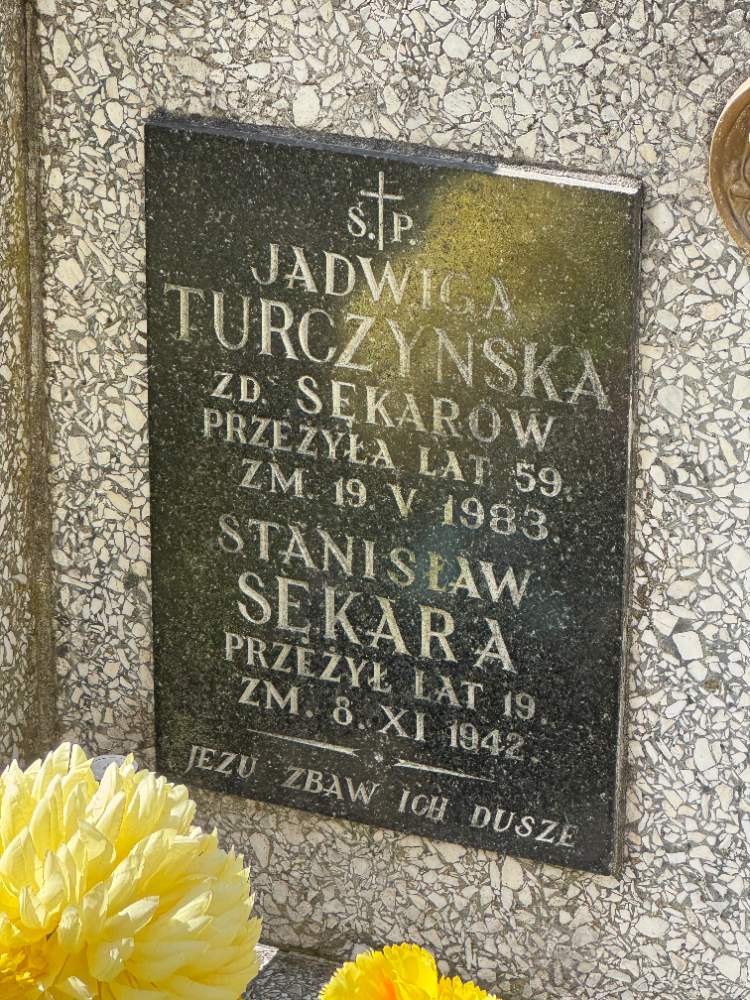 Ś.P.
JADWIGA
TURCZYNSKA
ZD. SĘKARÓW
PRZEŻYŁA LAT 59.
ZM. 19. V 1983.
STANISŁAW
SĘKARA
PRZEŻYŁ LAT 19.
ZM. 8. XI 1942.
JEZU ZBAW ICH DUSZE